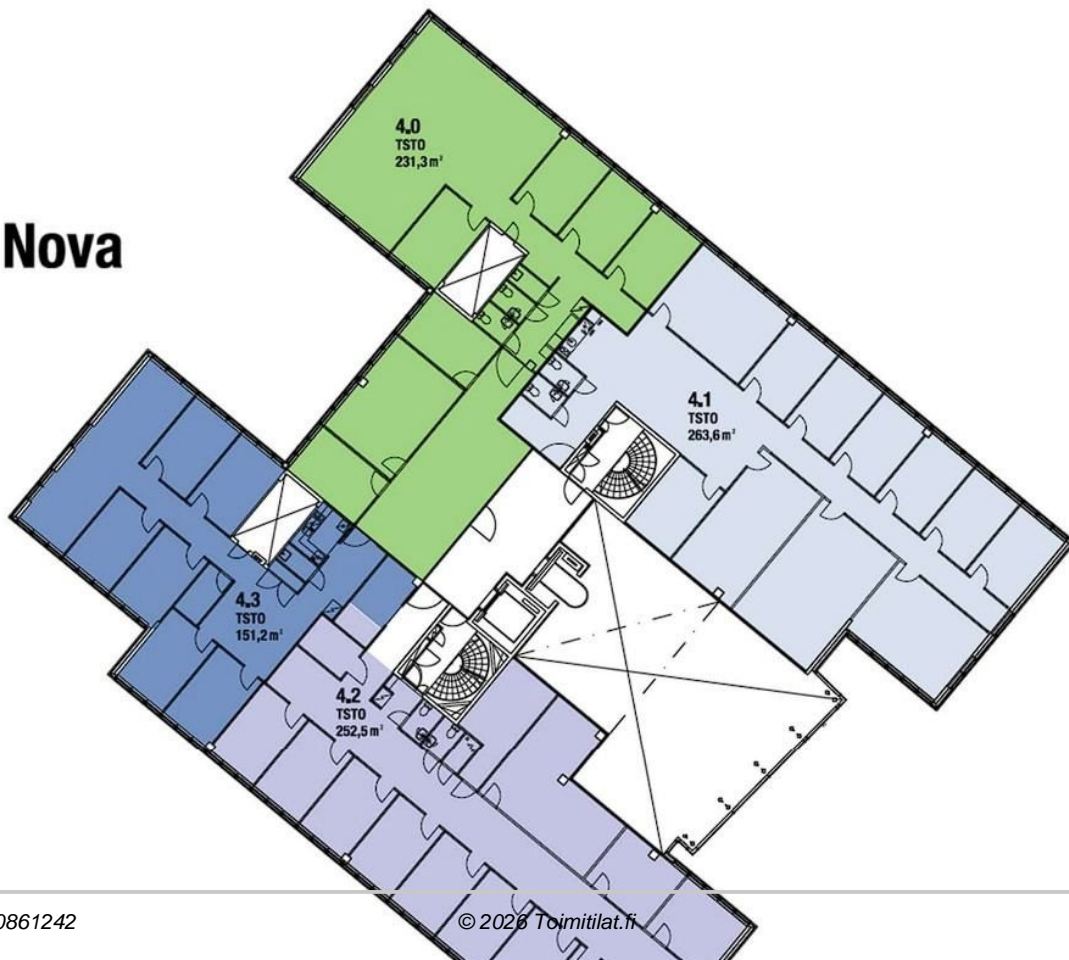 4.0
TSTO
231,3 m²
Nova
4.1
TSTO
263,6 m²
4.3
TSTO
151,2 m²
4.2
TSTO
252,5 m²
0861242
© 2026 Toimitilat.fi